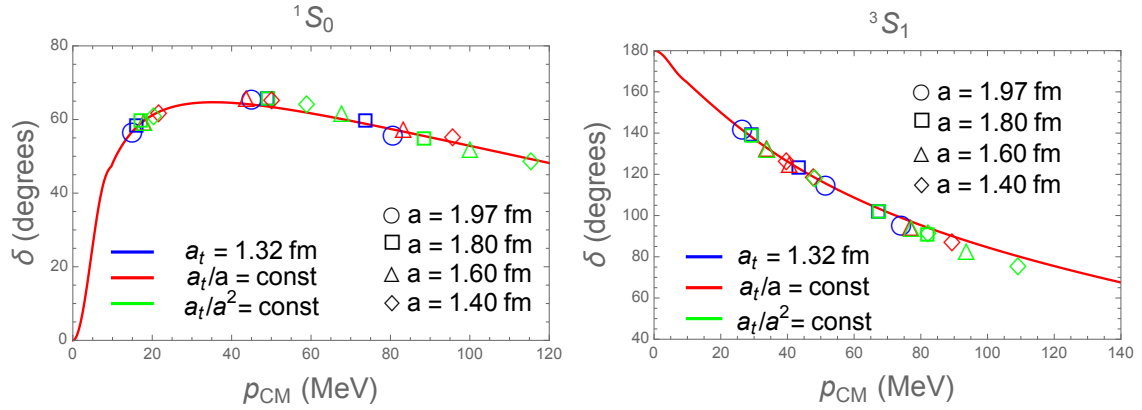 ¹S₀
80
60
40
20
0
0 20 40 60 80 100 120
δ (degrees)
p_CM (MeV)
a = 1.97 fm
a = 1.80 fm
a = 1.60 fm
a = 1.40 fm
a_t = 1.32 fm
a_t/a = const
a_t/a² = const
³S₁
180
160
140
120
100
80
60
40
0 20 40 60 80 100 120 140
δ (degrees)
p_CM (MeV)
a = 1.97 fm
a = 1.80 fm
a = 1.60 fm
a = 1.40 fm
a_t = 1.32 fm
a_t/a = const
a_t/a² = const